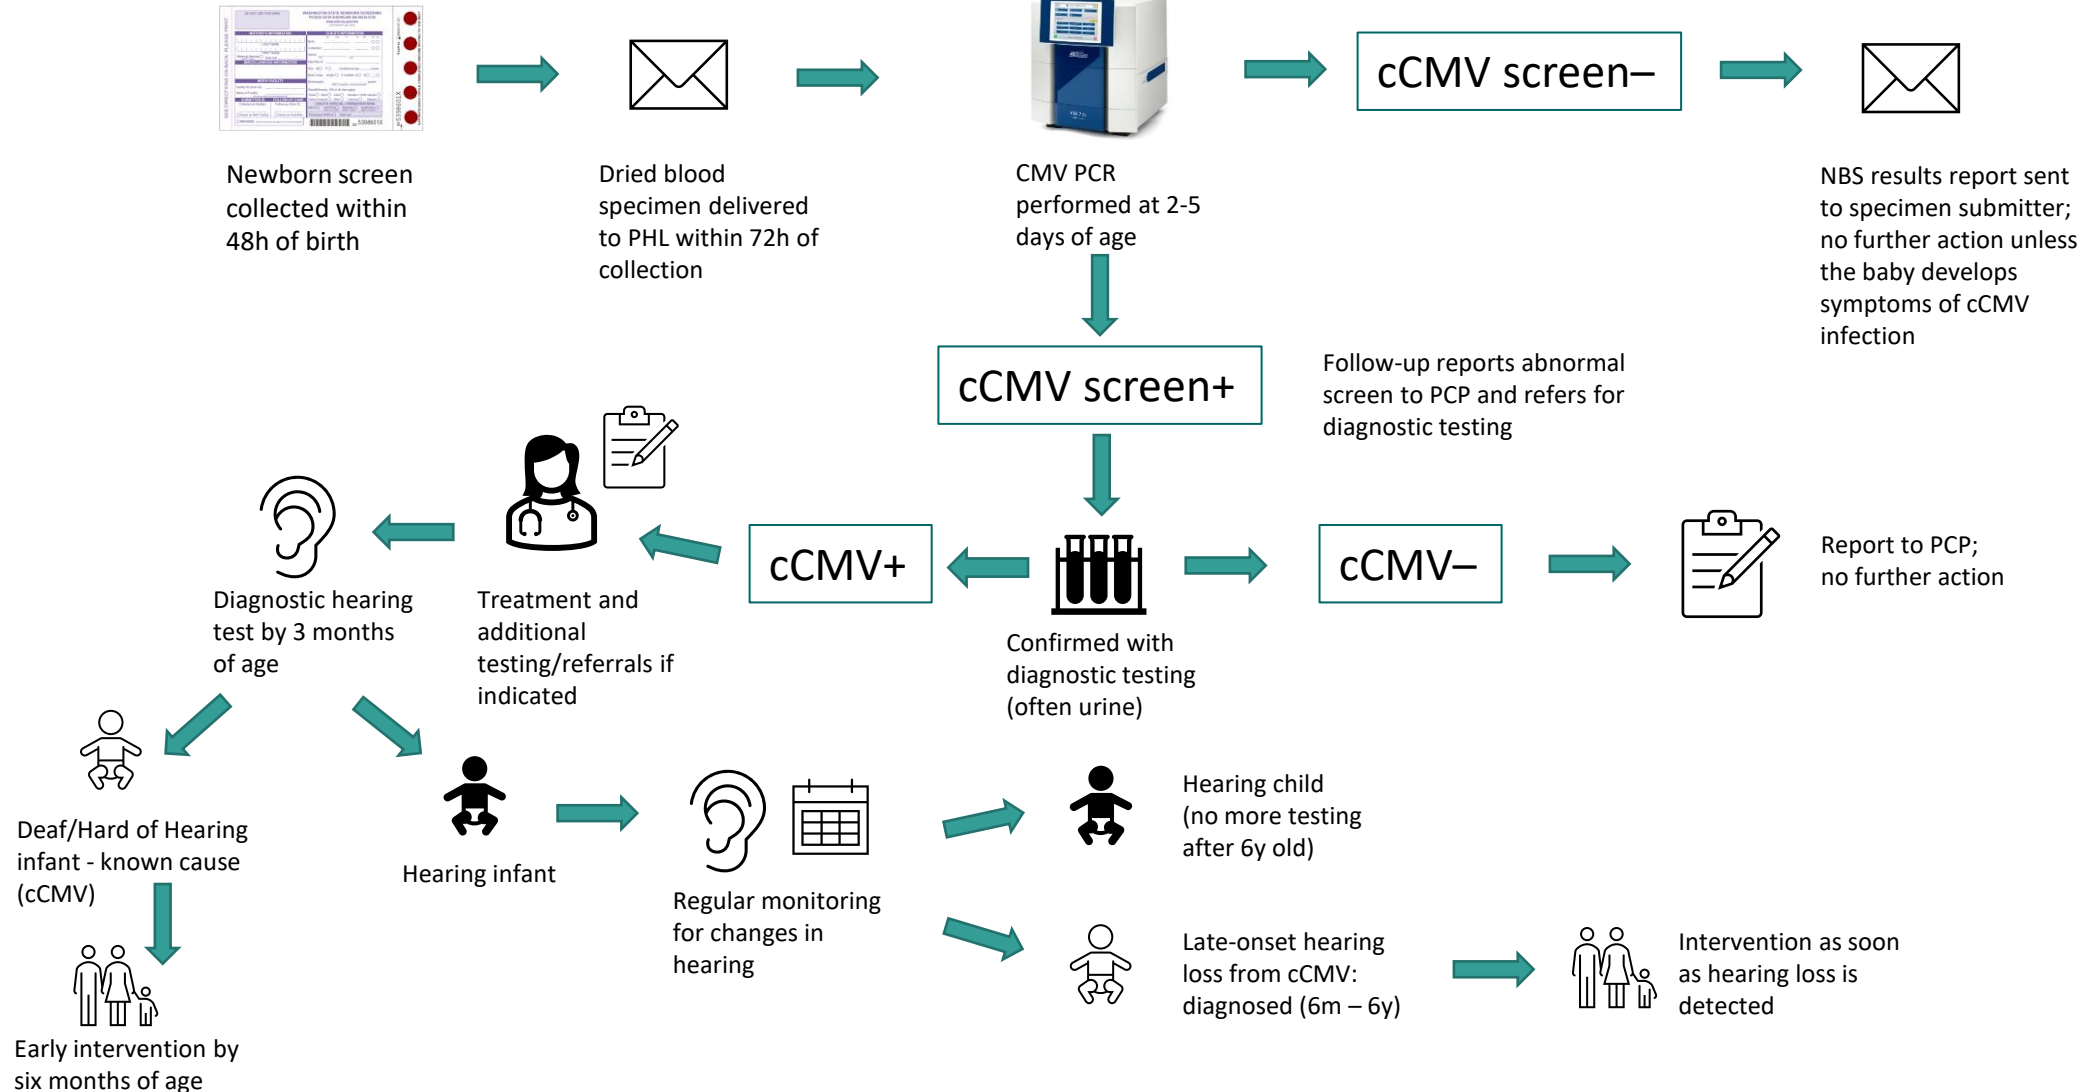 WASHINGTON STATE NEWBORN SCREENING
Newborn screen
collected within
48h of birth
Dried blood
specimen delivered
to PHL within 72h of
collection
CMV PCR
performed at 2-5
days of age
cCMV screen–
NBS results report sent
to specimen submitter;
no further action unless
the baby develops
symptoms of cCMV
infection
cCMV screen+
Follow-up reports abnormal
screen to PCP and refers for
diagnostic testing
Confirmed with
diagnostic testing
(often urine)
cCMV–
Report to PCP;
no further action
cCMV+
Treatment and
additional
testing/referrals if
indicated
Diagnostic hearing
test by 3 months
of age
Deaf/Hard of Hearing
infant - known cause
(cCMV)
Early intervention by
six months of age
Hearing infant
Regular monitoring
for changes in
hearing
Hearing child
(no more testing
after 6y old)
Late-onset hearing
loss from cCMV:
diagnosed (6m – 6y)
Intervention as soon
as hearing loss is
detected